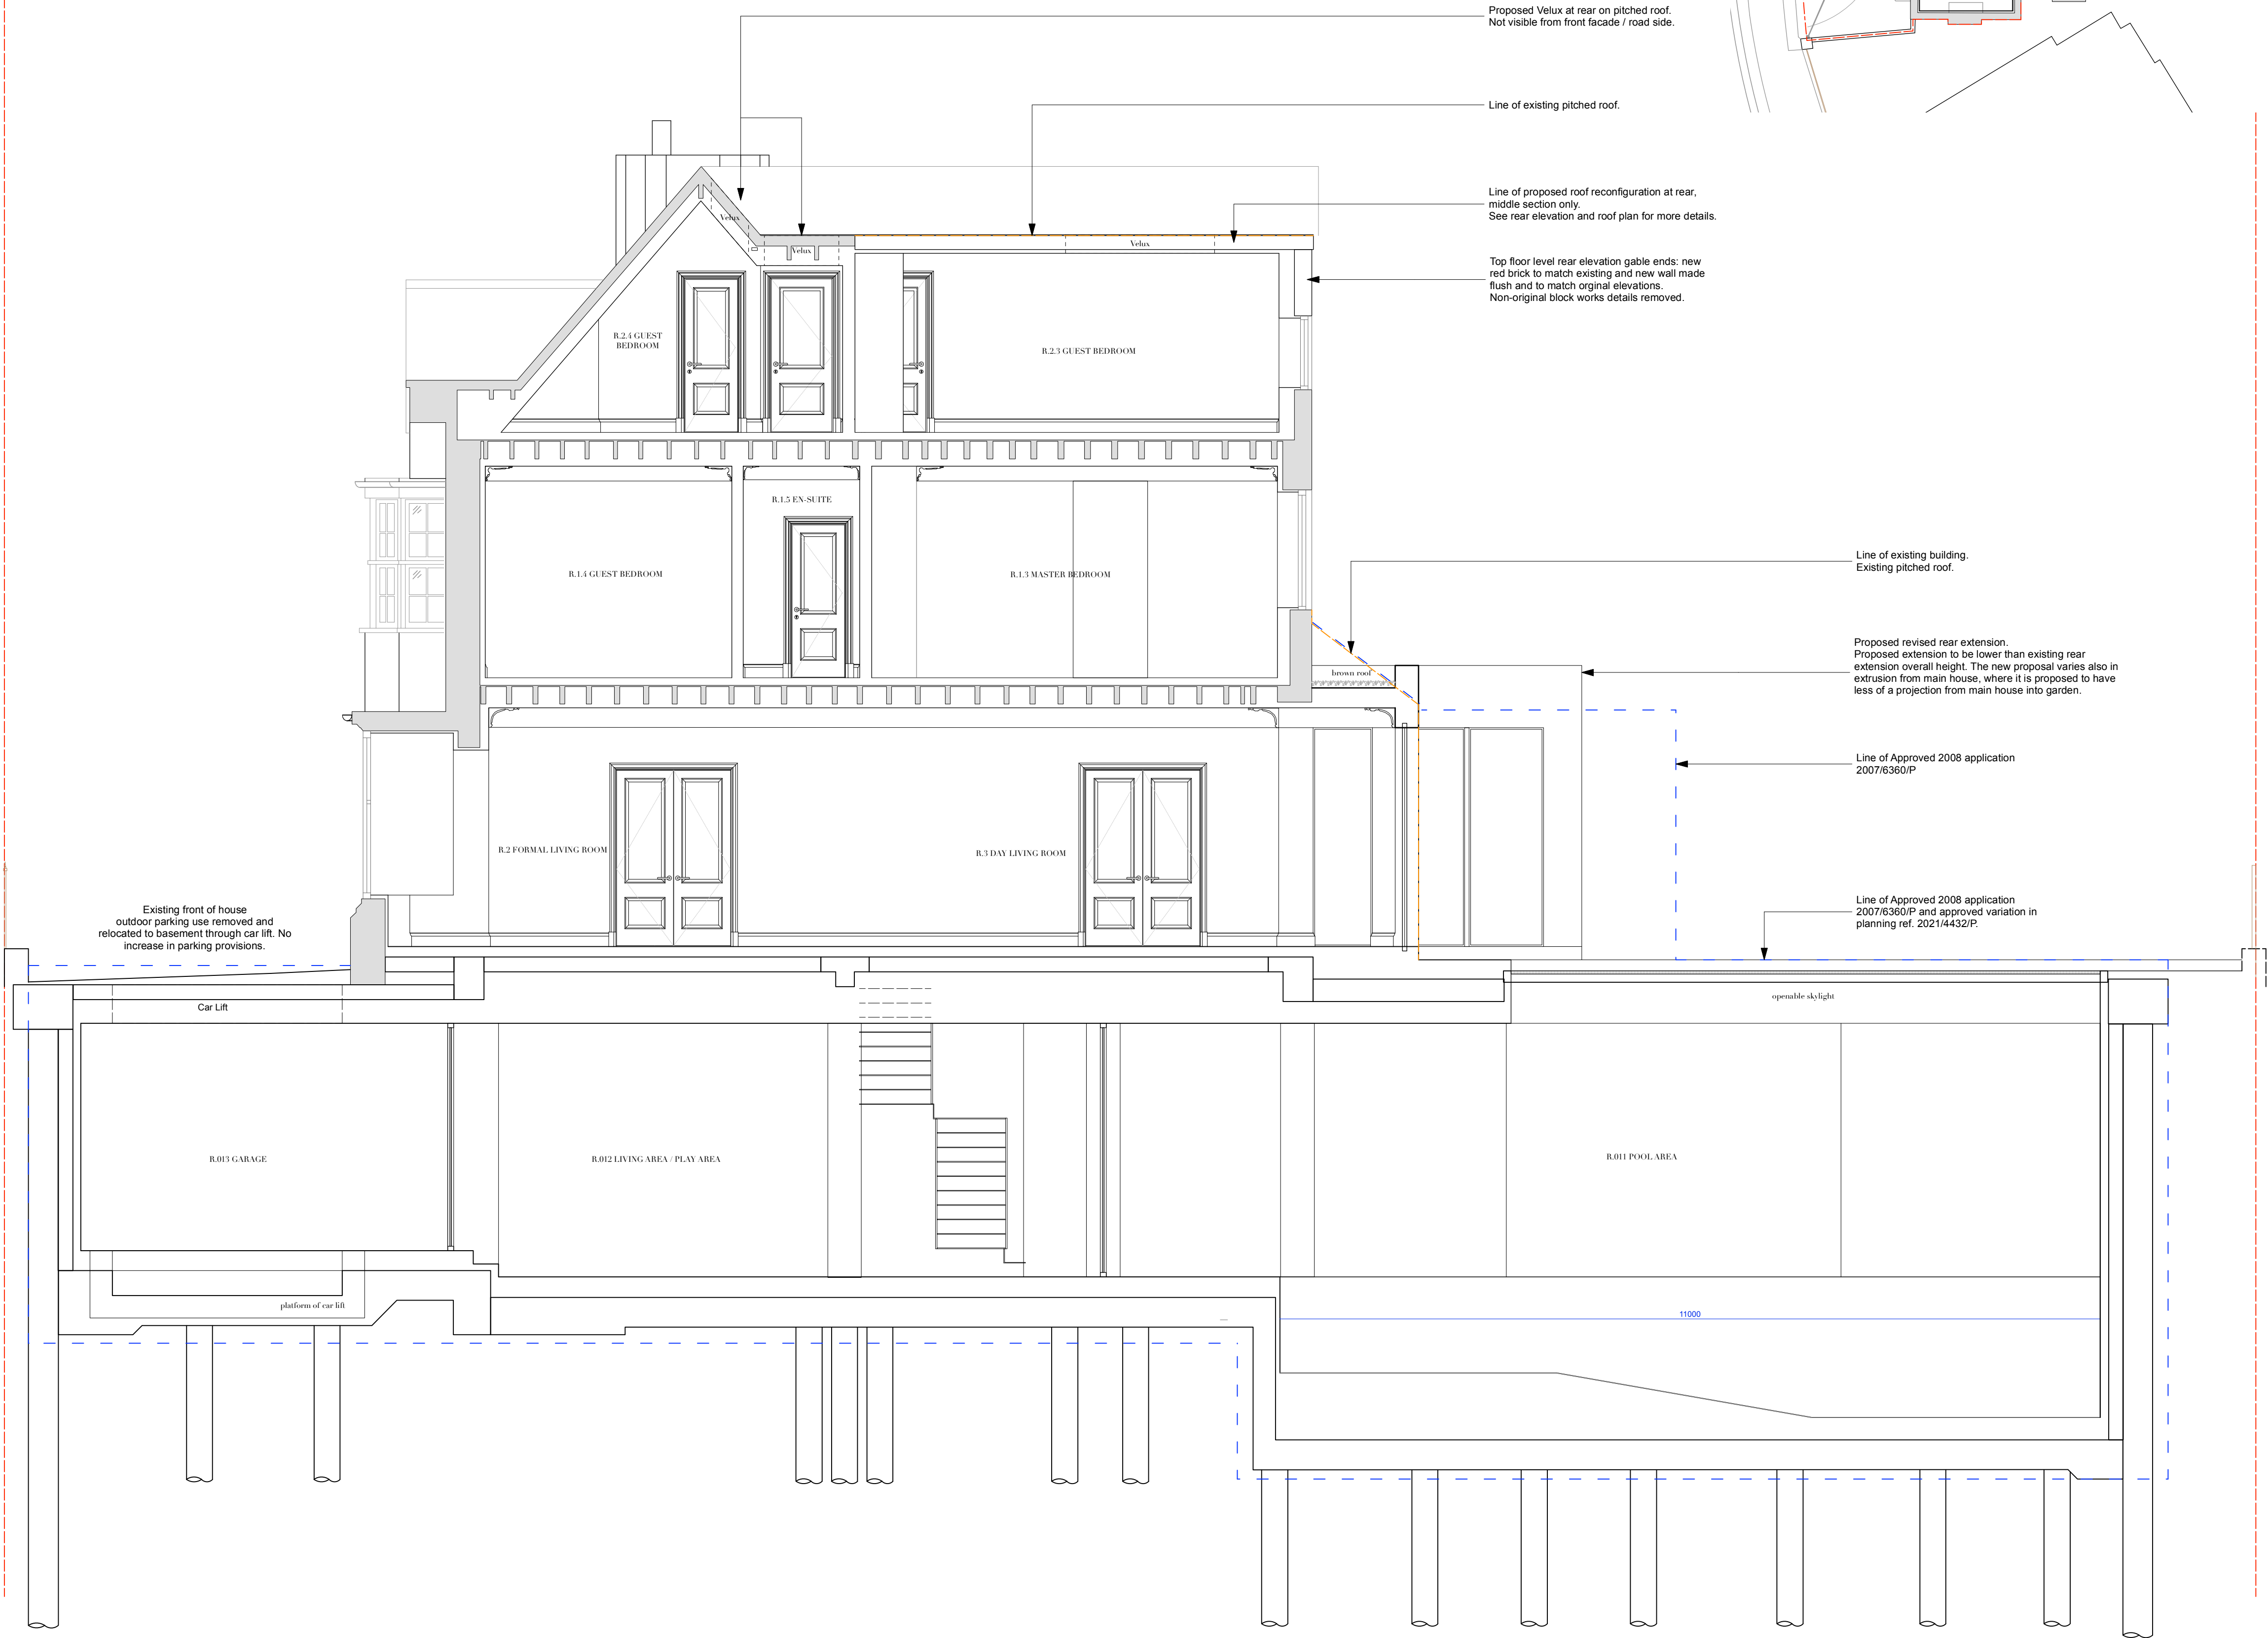 Proposed Velux at rear on pitched roof.
Not visible from front facade / road side.
Line of existing pitched roof.
Line of proposed roof reconfiguration at rear,
middle section only.
See rear elevation and roof plan for more details.
Velux
Velux
Velux
Top floor level rear elevation gable ends: new
red brick to match existing and new wall made
flush and to match orginal elevations.
Non-original block works details removed.
R.2.4 GUEST
BEDROOM
R.2.3 GUEST BEDROOM
R.1.5 EN-SUITE
R.1.4 GUEST BEDROOM
R.1.3 MASTER BEDROOM
Line of existing building.
Existing pitched roof.
Proposed revised rear extension.
Proposed extension to be lower than existing rear
extension overall height. The new proposal varies also in
extrusion from main house, where it is proposed to have
less of a projection from main house into garden.
brown roof
Line of Approved 2008 application
2007/6360/P
R.2 FORMAL LIVING ROOM
R.3 DAY LIVING ROOM
Existing front of house
outdoor parking use removed and
relocated to basement through car lift. No
increase in parking provisions.
Line of Approved 2008 application
2007/6360/P and approved variation in
planning ref. 2021/4432/P.
Car Lift
openable skylight
R.013 GARAGE
R.012 LIVING AREA / PLAY AREA
R.011 POOL AREA
platform of car lift
11000